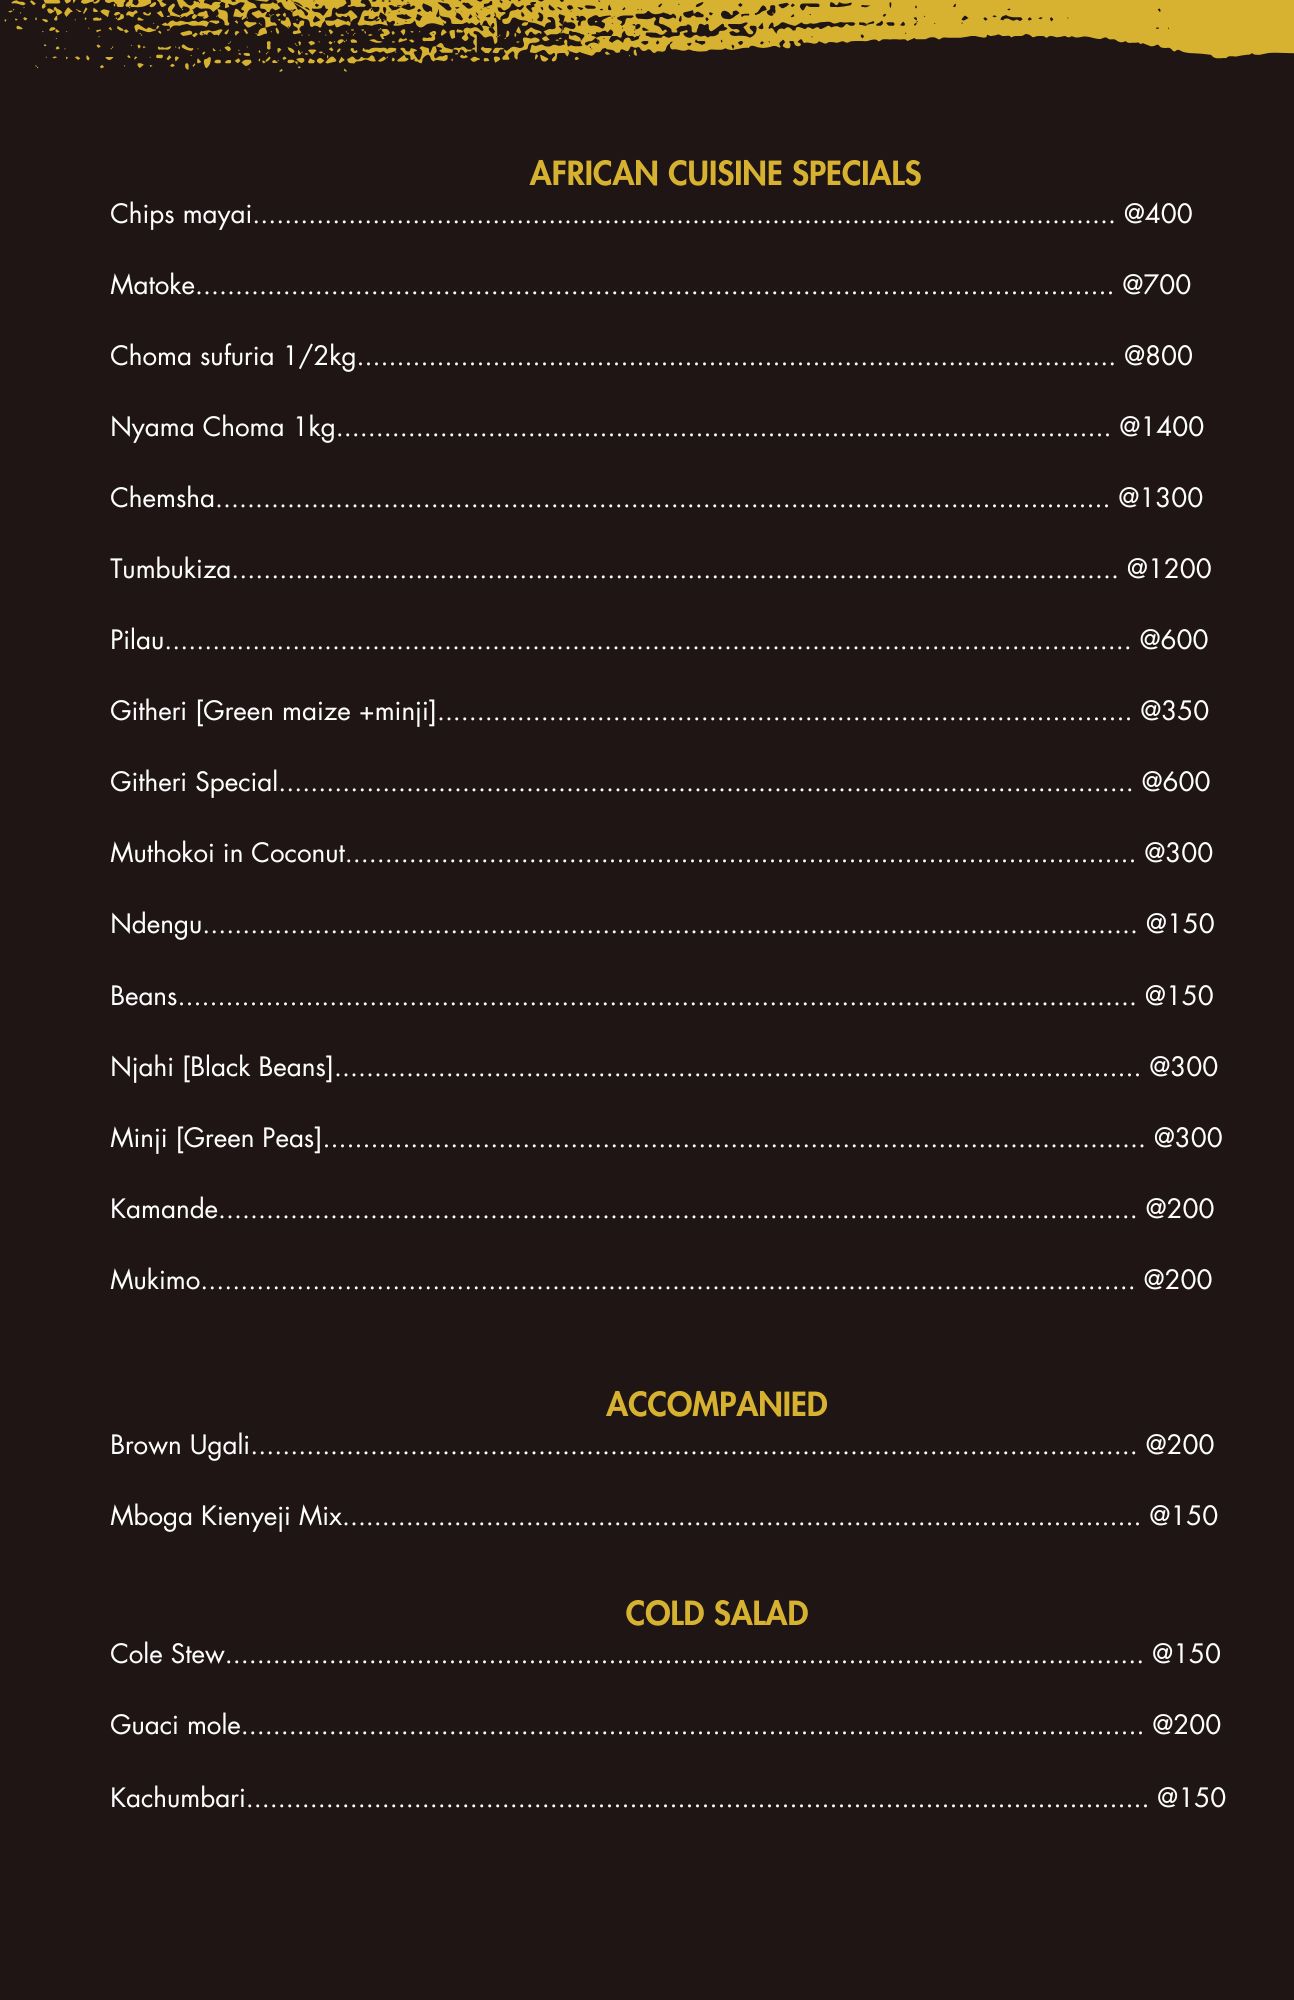 AFRICAN CUISINE SPECIALS
Chips mayai............................................................................................................ @400
Matoke................................................................................................................... @700
Choma sufuria 1/2kg............................................................................................... @800
Nyama Choma 1kg................................................................................................. @1400
Chemsha................................................................................................................ @1300
Tumbukiza............................................................................................................... @1200
Pilau......................................................................................................................... @600
Githeri [Green maize +minji]....................................................................................... @350
Githeri Special........................................................................................................... @600
Muthokoi in Coconut................................................................................................... @300
Ndengu..................................................................................................................... @150
Beans........................................................................................................................ @150
Njahi [Black Beans]..................................................................................................... @300
Minji [Green Peas]....................................................................................................... @300
Kamande................................................................................................................... @200
Mukimo..................................................................................................................... @200
ACCOMPANIED
Brown Ugali............................................................................................................... @200
Mboga Kienyeji Mix.................................................................................................... @150
COLD SALAD
Cole Stew................................................................................................................... @150
Guaci mole................................................................................................................. @200
Kachumbari................................................................................................................. @150